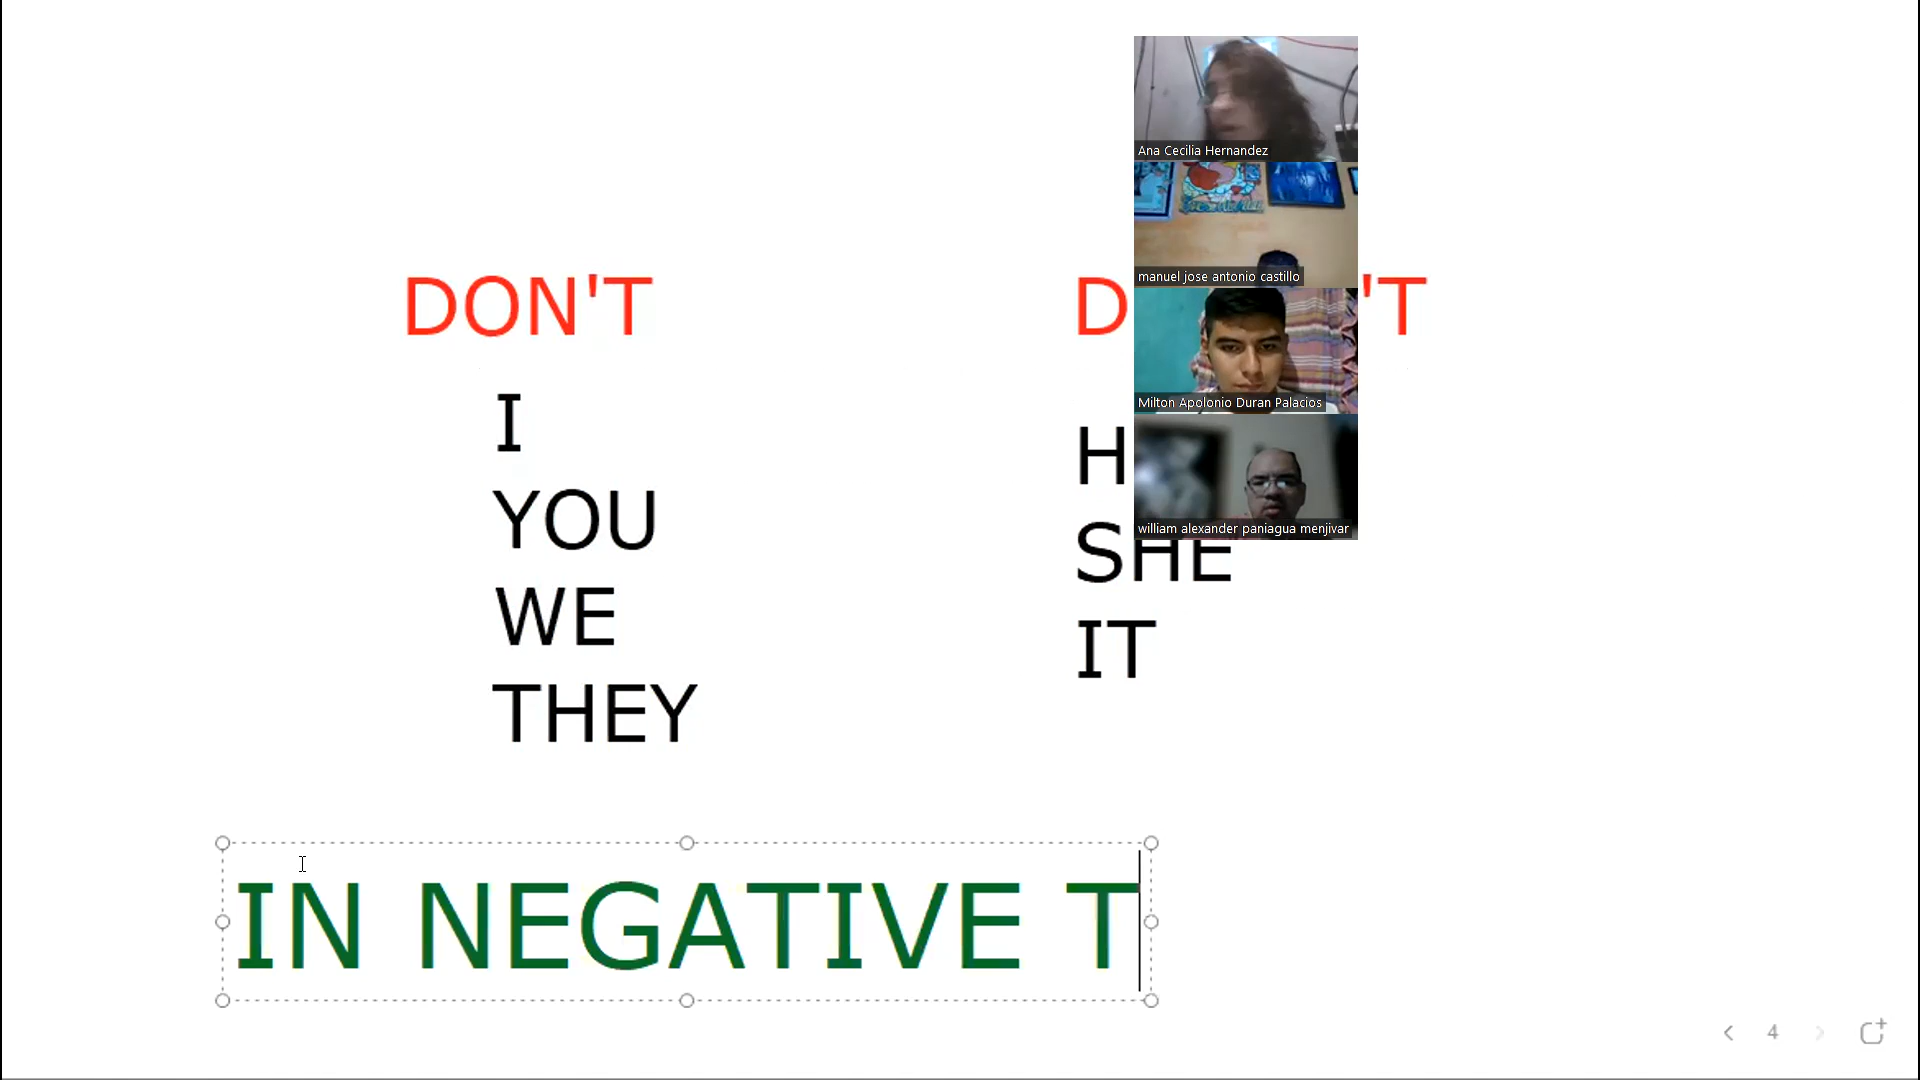 DON'T
I
YOU
WE
THEY
SHE
IT
IN NEGATIVE T
Ana Cecilia Hernandez
manuel jose antonio castillo
Milton Apolonio Duran Palacios
william alexander paniagua menjivar
4